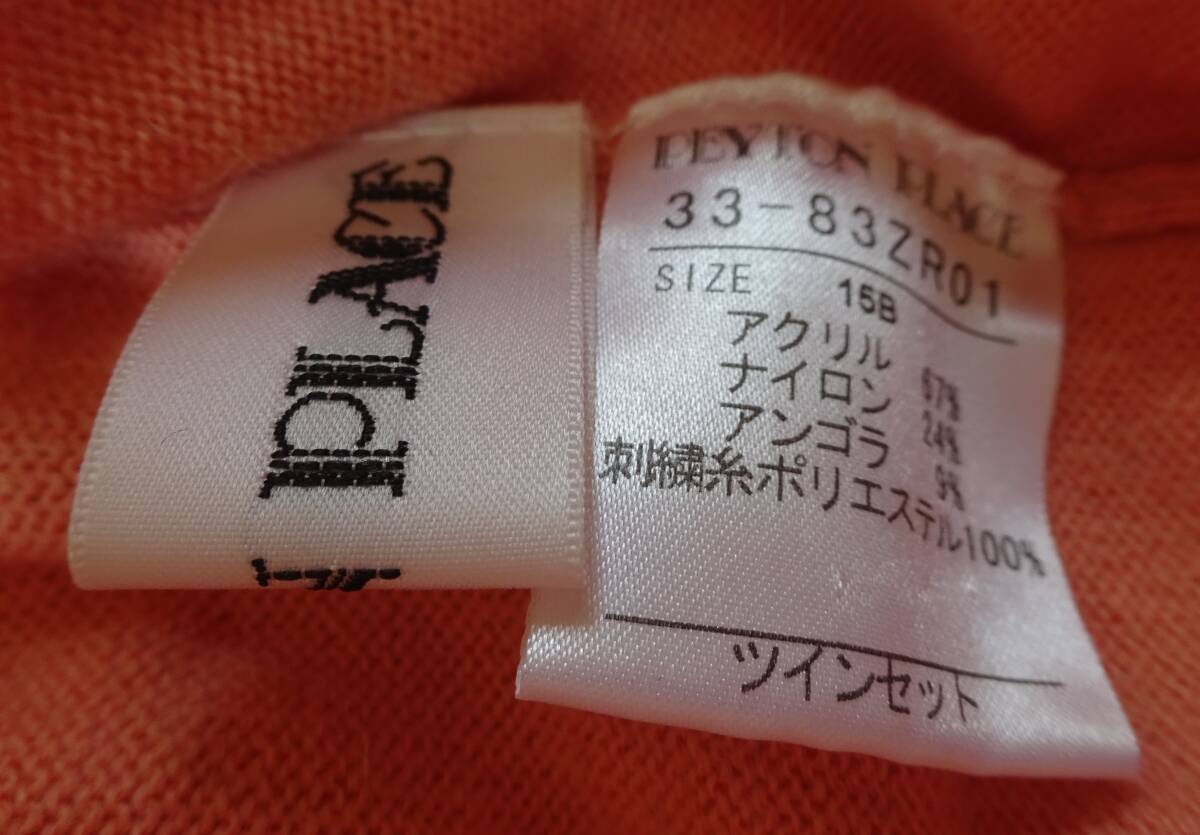 PLACE
PEYTON PLACE
33-83ZR01
SIZE 15B
アクリル 67%
ナイロン 24%
アンゴラ 9%
刺繍糸ポリエステル100%
ツインセット